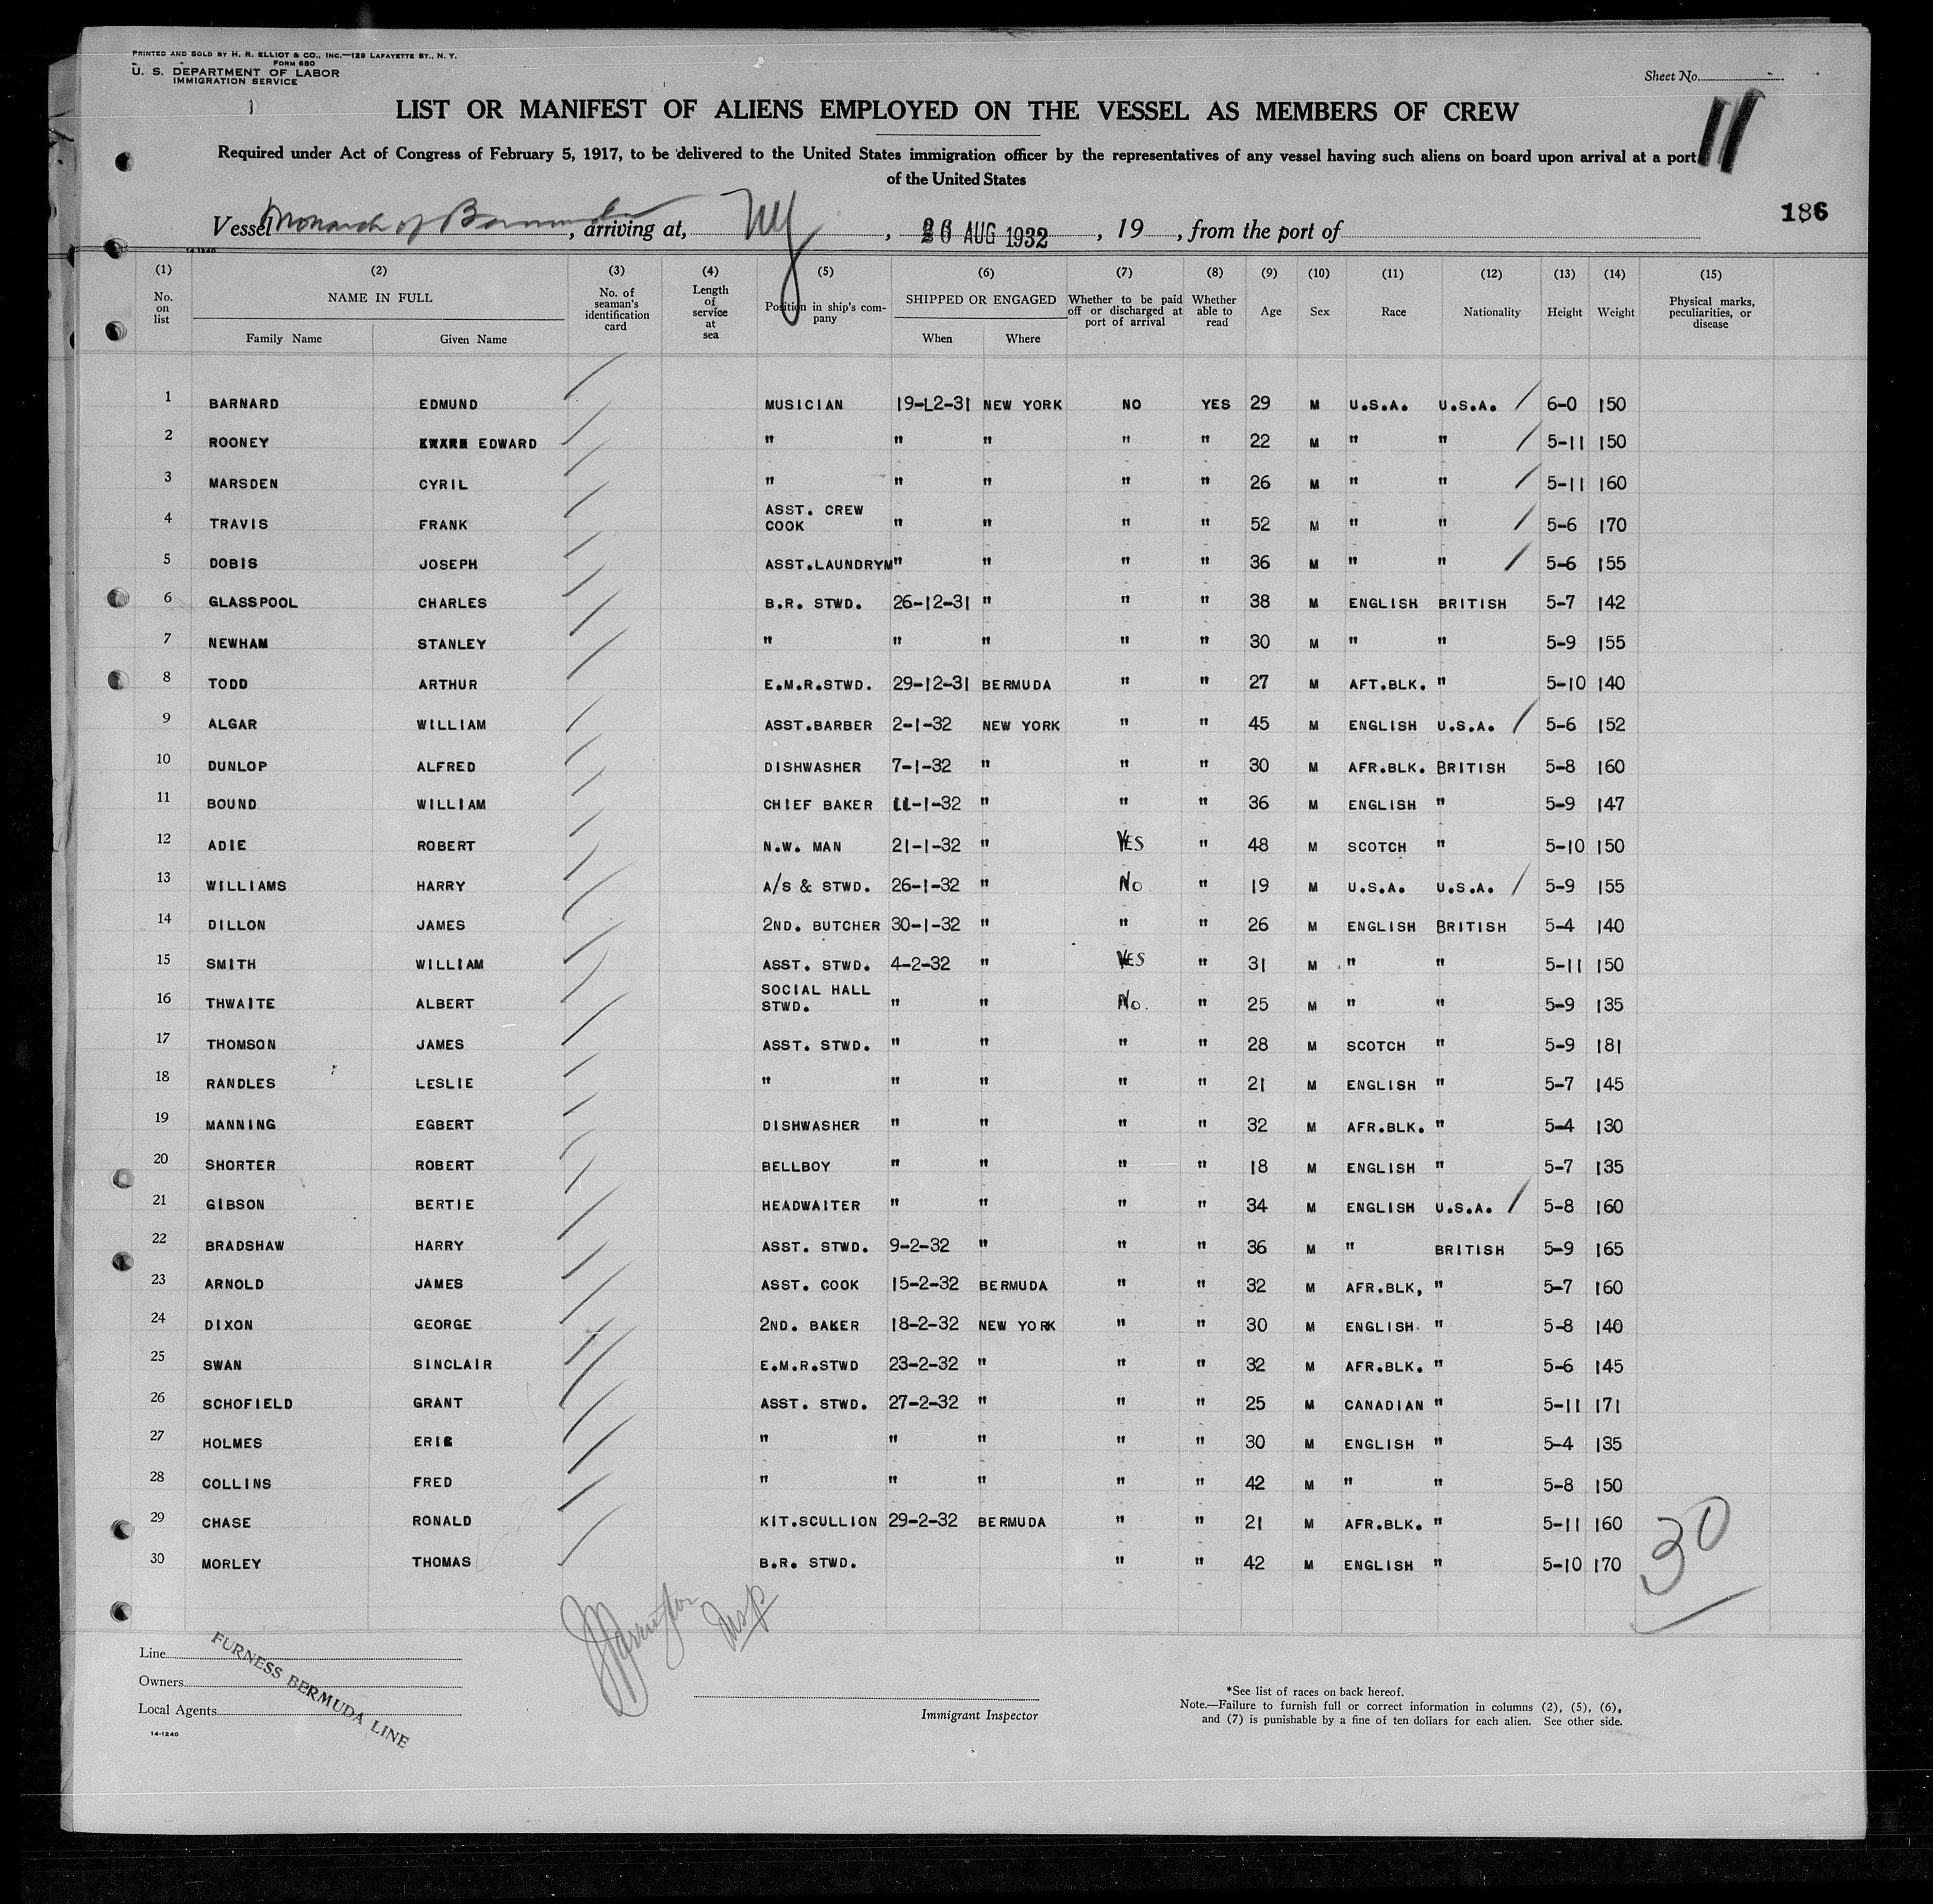 PRINTED AND SOLD BY H. R. ELLIOT & CO., INC.—129 LAFAYETTE ST., N. Y.
FORM 680
U. S. DEPARTMENT OF LABOR
IMMIGRATION SERVICE
Sheet No.
11
LIST OR MANIFEST OF ALIENS EMPLOYED ON THE VESSEL AS MEMBERS OF CREW
Required under Act of Congress of February 5, 1917, to be delivered to the United States immigration officer by the representatives of any vessel having such aliens on board upon arrival at a port
of the United States
186
Vessel Monarch of Bermuda, arriving at, NY, 26 AUG 1932, 19, from the port of
14-1240
(1) (2) (3) (4) (5) (6) (7) (8) (9) (10) (11) (12) (13) (14) (15)
No. on list NAME IN FULL Family Name Given Name No. of seaman's identification card Length of service at sea Position in ship's company SHIPPED OR ENGAGED When Where Whether to be paid off or discharged at port of arrival Whether able to read Age Sex Race Nationality Height Weight Physical marks, peculiarities, or disease
1 BARNARD EDMUND MUSICIAN 19-12-31 NEW YORK NO YES 29 M U.S.A. U.S.A. 6-0 150
2 ROONEY EDWARD " " " " " 22 M " " 5-11 150
3 MARSDEN CYRIL " " " " " 26 M " " 5-11 160
4 TRAVIS FRANK ASST. CREW COOK " " " " 52 M " " 5-6 170
5 DOBIS JOSEPH ASST.LAUNDRYM " " " " 36 M " " 5-6 155
6 GLASSPOOL CHARLES B.R. STWD. 26-12-31 " " " 38 M ENGLISH BRITISH 5-7 142
7 NEWHAM STANLEY " " " " " 30 M " " 5-9 155
8 TODD ARTHUR E.M.R.STWD. 29-12-31 BERMUDA " " 27 M AFT.BLK. " 5-10 140
9 ALGAR WILLIAM ASST.BARBER 2-1-32 NEW YORK " " 45 M ENGLISH U.S.A. 5-6 152
10 DUNLOP ALFRED DISHWASHER 7-1-32 " " " 30 M AFR.BLK. BRITISH 5-8 160
11 BOUND WILLIAM CHIEF BAKER 11-1-32 " " " 36 M ENGLISH " 5-9 147
12 ADIE ROBERT N.W. MAN 21-1-32 " YES " 48 M SCOTCH " 5-10 150
13 WILLIAMS HARRY A/S & STWD. 26-1-32 " No. " 19 M U.S.A. U.S.A. 5-9 155
14 DILLON JAMES 2ND. BUTCHER 30-1-32 " " " 26 M ENGLISH BRITISH 5-4 140
15 SMITH WILLIAM ASST. STWD. 4-2-32 " YES " 31 M " " 5-11 150
16 THWAITE ALBERT SOCIAL HALL STWD. " " No. " 25 M " " 5-9 135
17 THOMSON JAMES ASST. STWD. " " " " 28 M SCOTCH " 5-9 181
18 RANDLES LESLIE " " " " " 21 M ENGLISH " 5-7 145
19 MANNING EGBERT DISHWASHER " " " " 32 M AFR.BLK. " 5-4 130
20 SHORTER ROBERT BELLBOY " " " " 18 M ENGLISH " 5-7 135
21 GIBSON BERTIE HEADWAITER " " " " 34 M ENGLISH U.S.A. 5-8 160
22 BRADSHAW HARRY ASST. STWD. 9-2-32 " " " 36 M " BRITISH 5-9 165
23 ARNOLD JAMES ASST. COOK 15-2-32 BERMUDA " " 32 M AFR.BLK, " 5-7 160
24 DIXON GEORGE 2ND. BAKER 18-2-32 NEW YORK " " 30 M ENGLISH. " 5-8 140
25 SWAN SINCLAIR E.M.R.STWD 23-2-32 " " " 32 M AFR.BLK. " 5-6 145
26 SCHOFIELD GRANT ASST. STWD. 27-2-32 " " " 25 M CANADIAN " 5-11 171
27 HOLMES ERIC " " " " " 30 M ENGLISH " 5-4 135
28 COLLINS FRED " " " " " 42 M " " 5-8 150
29 CHASE RONALD KIT.SCULLION 29-2-32 BERMUDA " " 21 M AFR.BLK. " 5-11 160
30 MORLEY THOMAS B.R. STWD. " " 42 M ENGLISH " 5-10 170
30
Insp
Line
Owners
Local Agents
FURNESS BERMUDA LINE
14-1240
Immigrant Inspector
*See list of races on back hereof.
Note.—Failure to furnish full or correct information in columns (2), (5), (6),
and (7) is punishable by a fine of ten dollars for each alien. See other side.